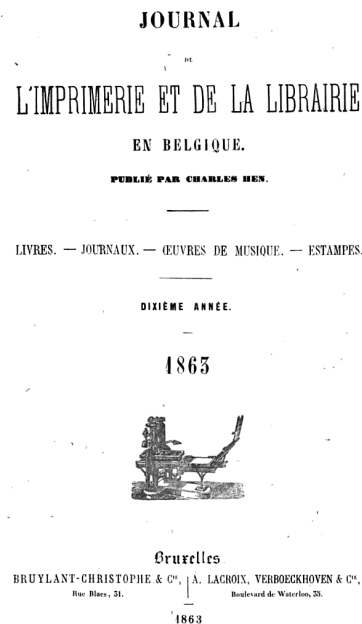 JOURNAL
DE
L'IMPRIMERIE ET DE LA LIBRAIRIE
EN BELGIQUE.
PUBLIÉ PAR CHARLES HEN.
LIVRES. — JOURNAUX. — ŒUVRES DE MUSIQUE. — ESTAMPES.
DIXIÈME ANNÉE.
1863
Bruxelles
BRUYLANT-CHRISTOPHE & Cie, A. LACROIX, VERBOECKHOVEN & Cie,
Rue Blaes, 31. Boulevard de Waterloo, 35.
1863